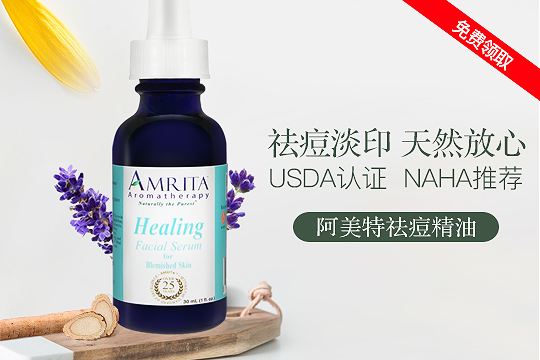 免费领取
祛痘淡印 天然放心
USDA认证 NAHA推荐
阿美特祛痘精油
AMRITA
Aromatherapy
Naturally the Purest
Healing
Facial Serum
for
Blemished Skin
OVER
25
YEARS
30 mL (1 fl oz)